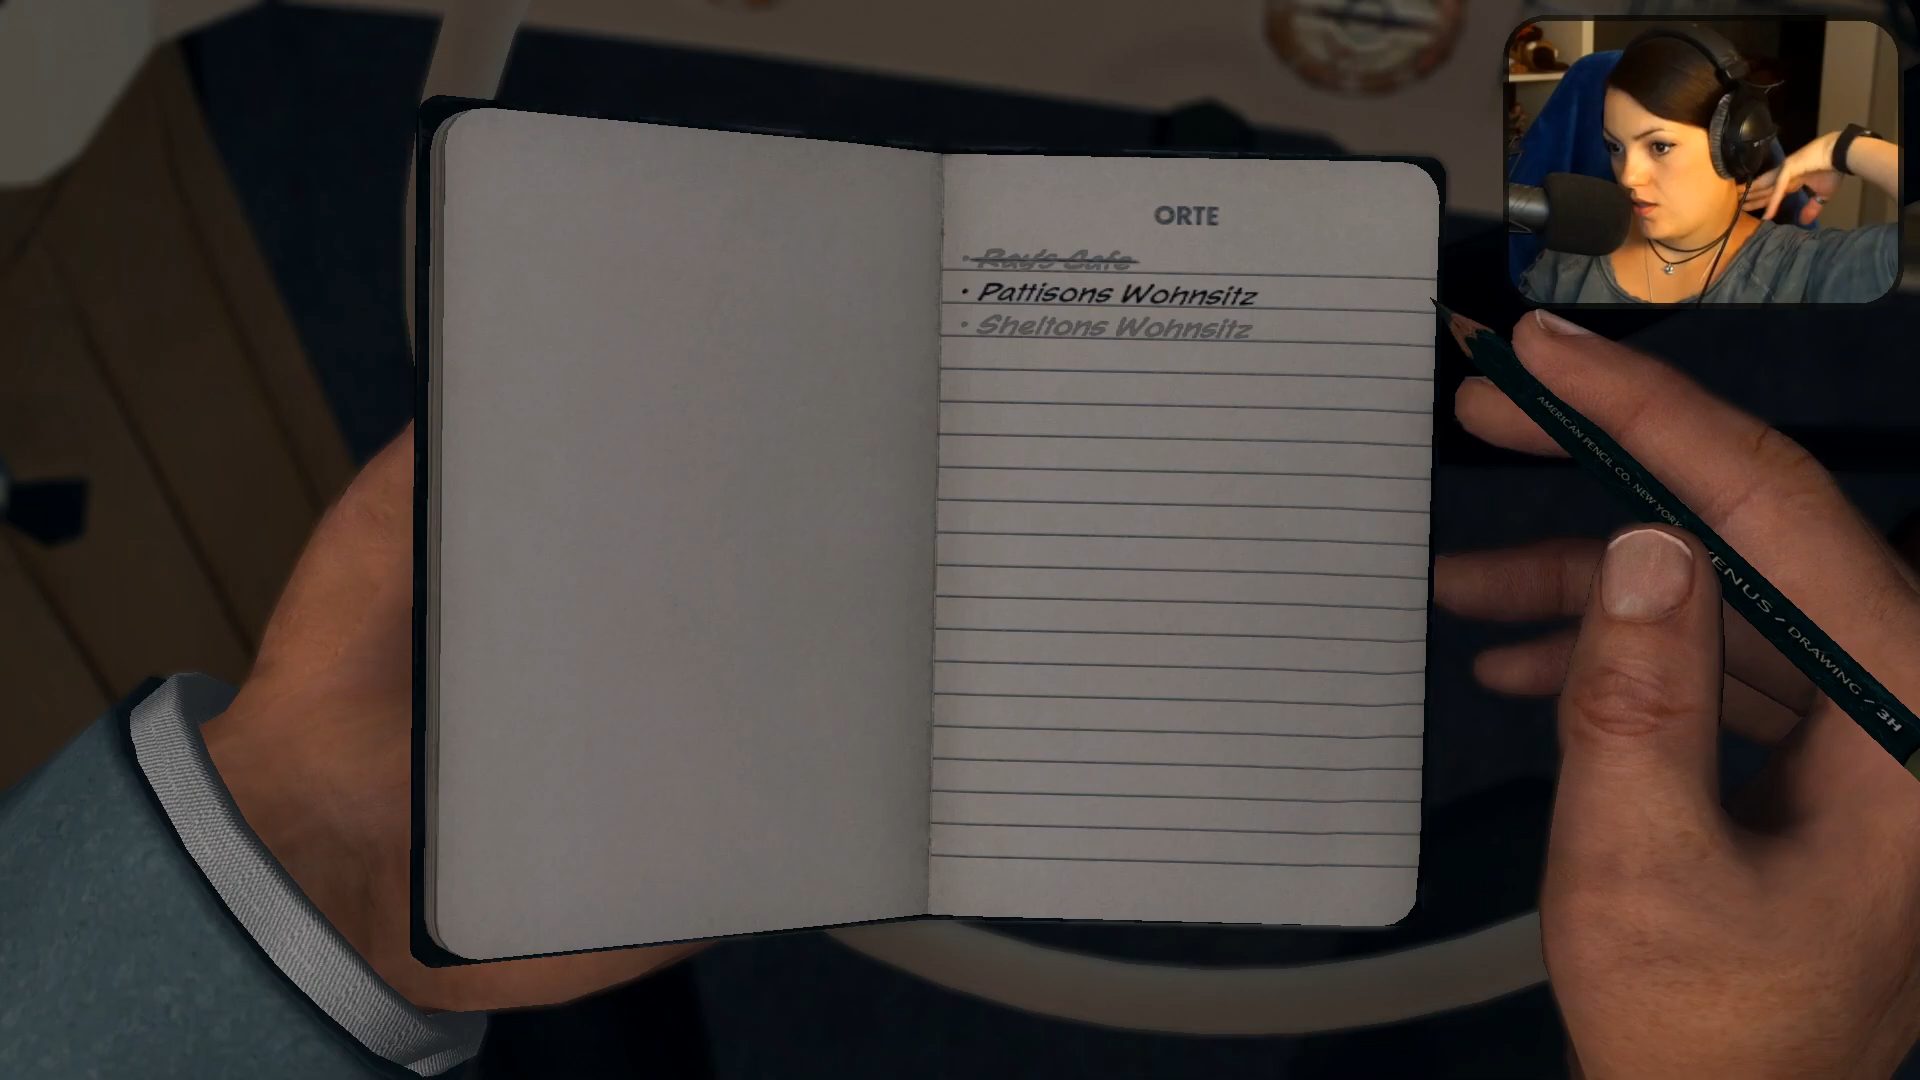 ORTE
· Ray's Cafe
· Pattisons Wohnsitz
· Sheltons Wohnsitz
AMERICAN PENCIL CO. NEW YORK
VENUS / DRAWING / 3H